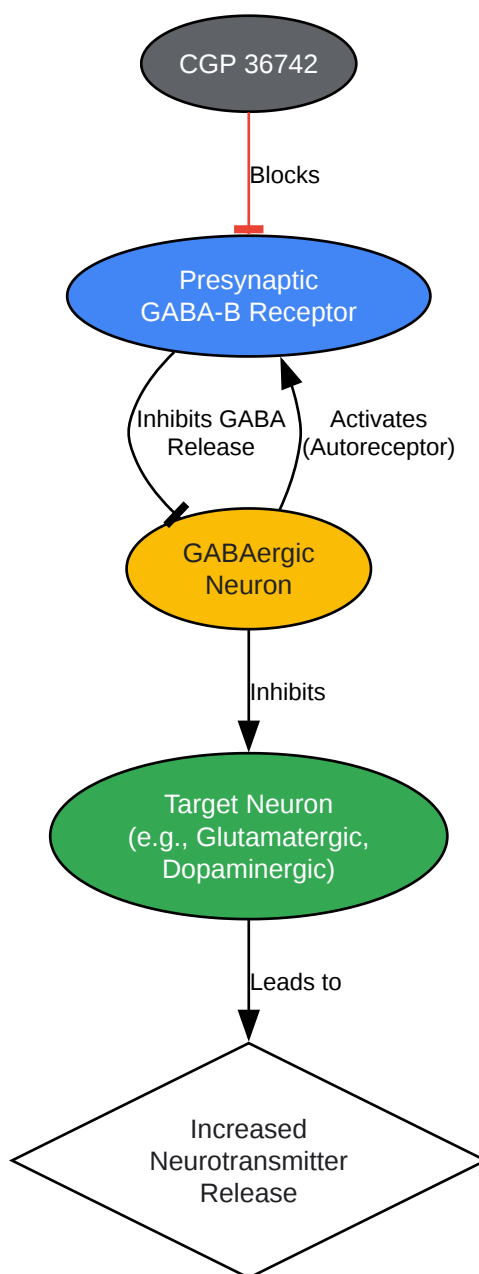 CGP 36742
Blocks
Presynaptic
GABA-B Receptor
Inhibits GABA
Release
Activates
(Autoreceptor)
GABAergic
Neuron
Inhibits
Target Neuron
(e.g., Glutamatergic,
Dopaminergic)
Leads to
Increased
Neurotransmitter
Release